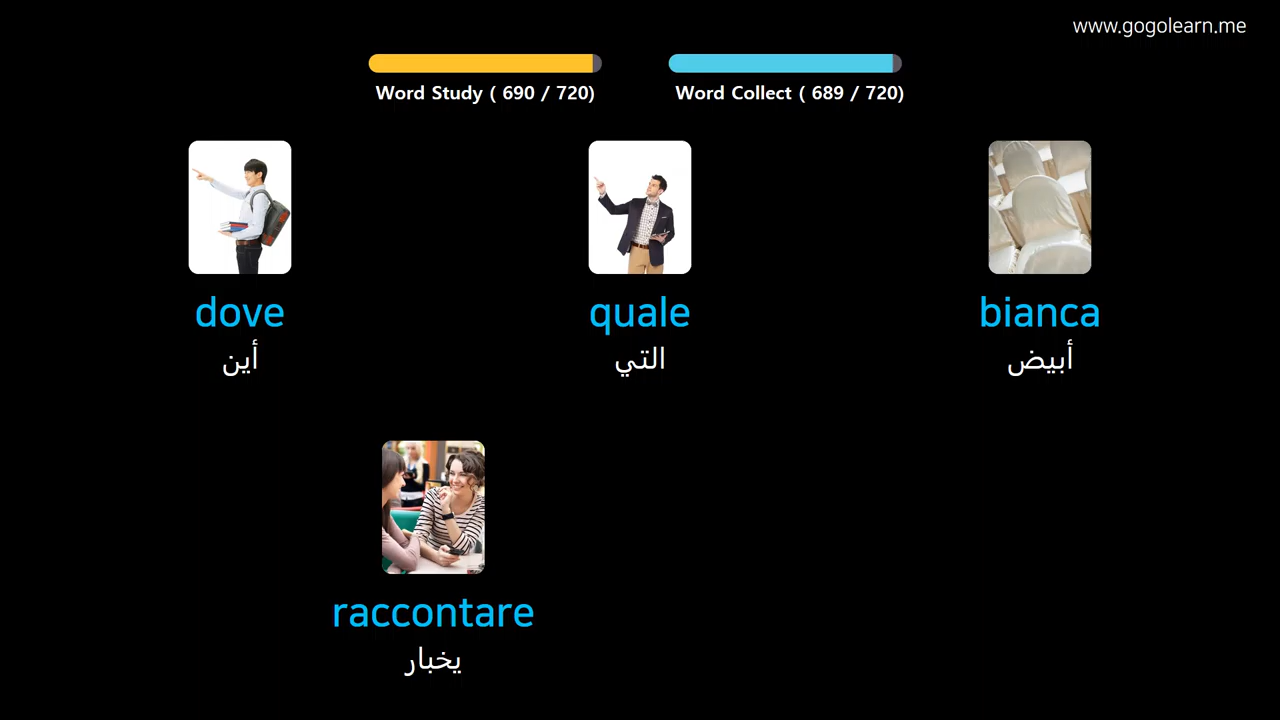 www.gogolearn.me
Word Study ( 690 / 720)
Word Collect ( 689 / 720)
dove
أين
quale
التي
bianca
أبيض
raccontare
يخبار